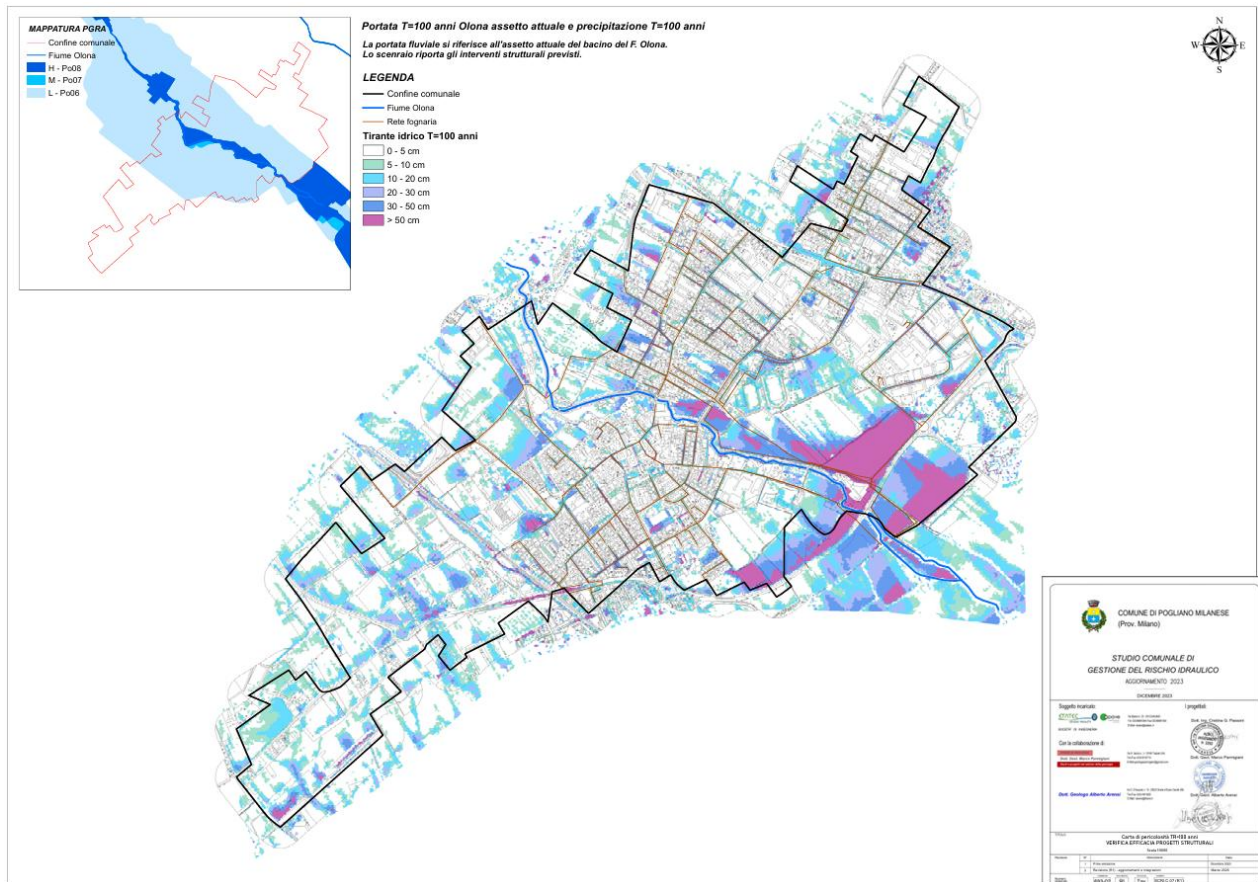 MAPPATURA PGRA
Confine comunale
Fiume Olona
H - Po08
M - Po07
L - Po06
Portata T=100 anni Olona assetto attuale e precipitazione T=100 anni
La portata fluviale si riferisce all'assetto attuale del bacino del F. Olona.
Lo scenraio riporta gli interventi strutturali previsti.
LEGENDA
Confine comunale
Fiume Olona
Rete fognaria
Tirante idrico T=100 anni
0 - 5 cm
5 - 10 cm
10 - 20 cm
20 - 30 cm
30 - 50 cm
> 50 cm
N
W
E
S
COMUNE DI POGLIANO MILANESE
(Prov. Milano)
STUDIO COMUNALE DI
GESTIONE DEL RISCHIO IDRAULICO
AGGIORNAMENTO 2023
DICEMBRE 2023
Soggetto incaricato
I progettisti
Con la collaborazione di:
Dott. Geol. Marco Parmigiani
Dott. Geologo Alberto Arensi
Carta di pericolosità TR=100 anni
VERIFICA EFFICACIA PROGETTI STRUTTURALI